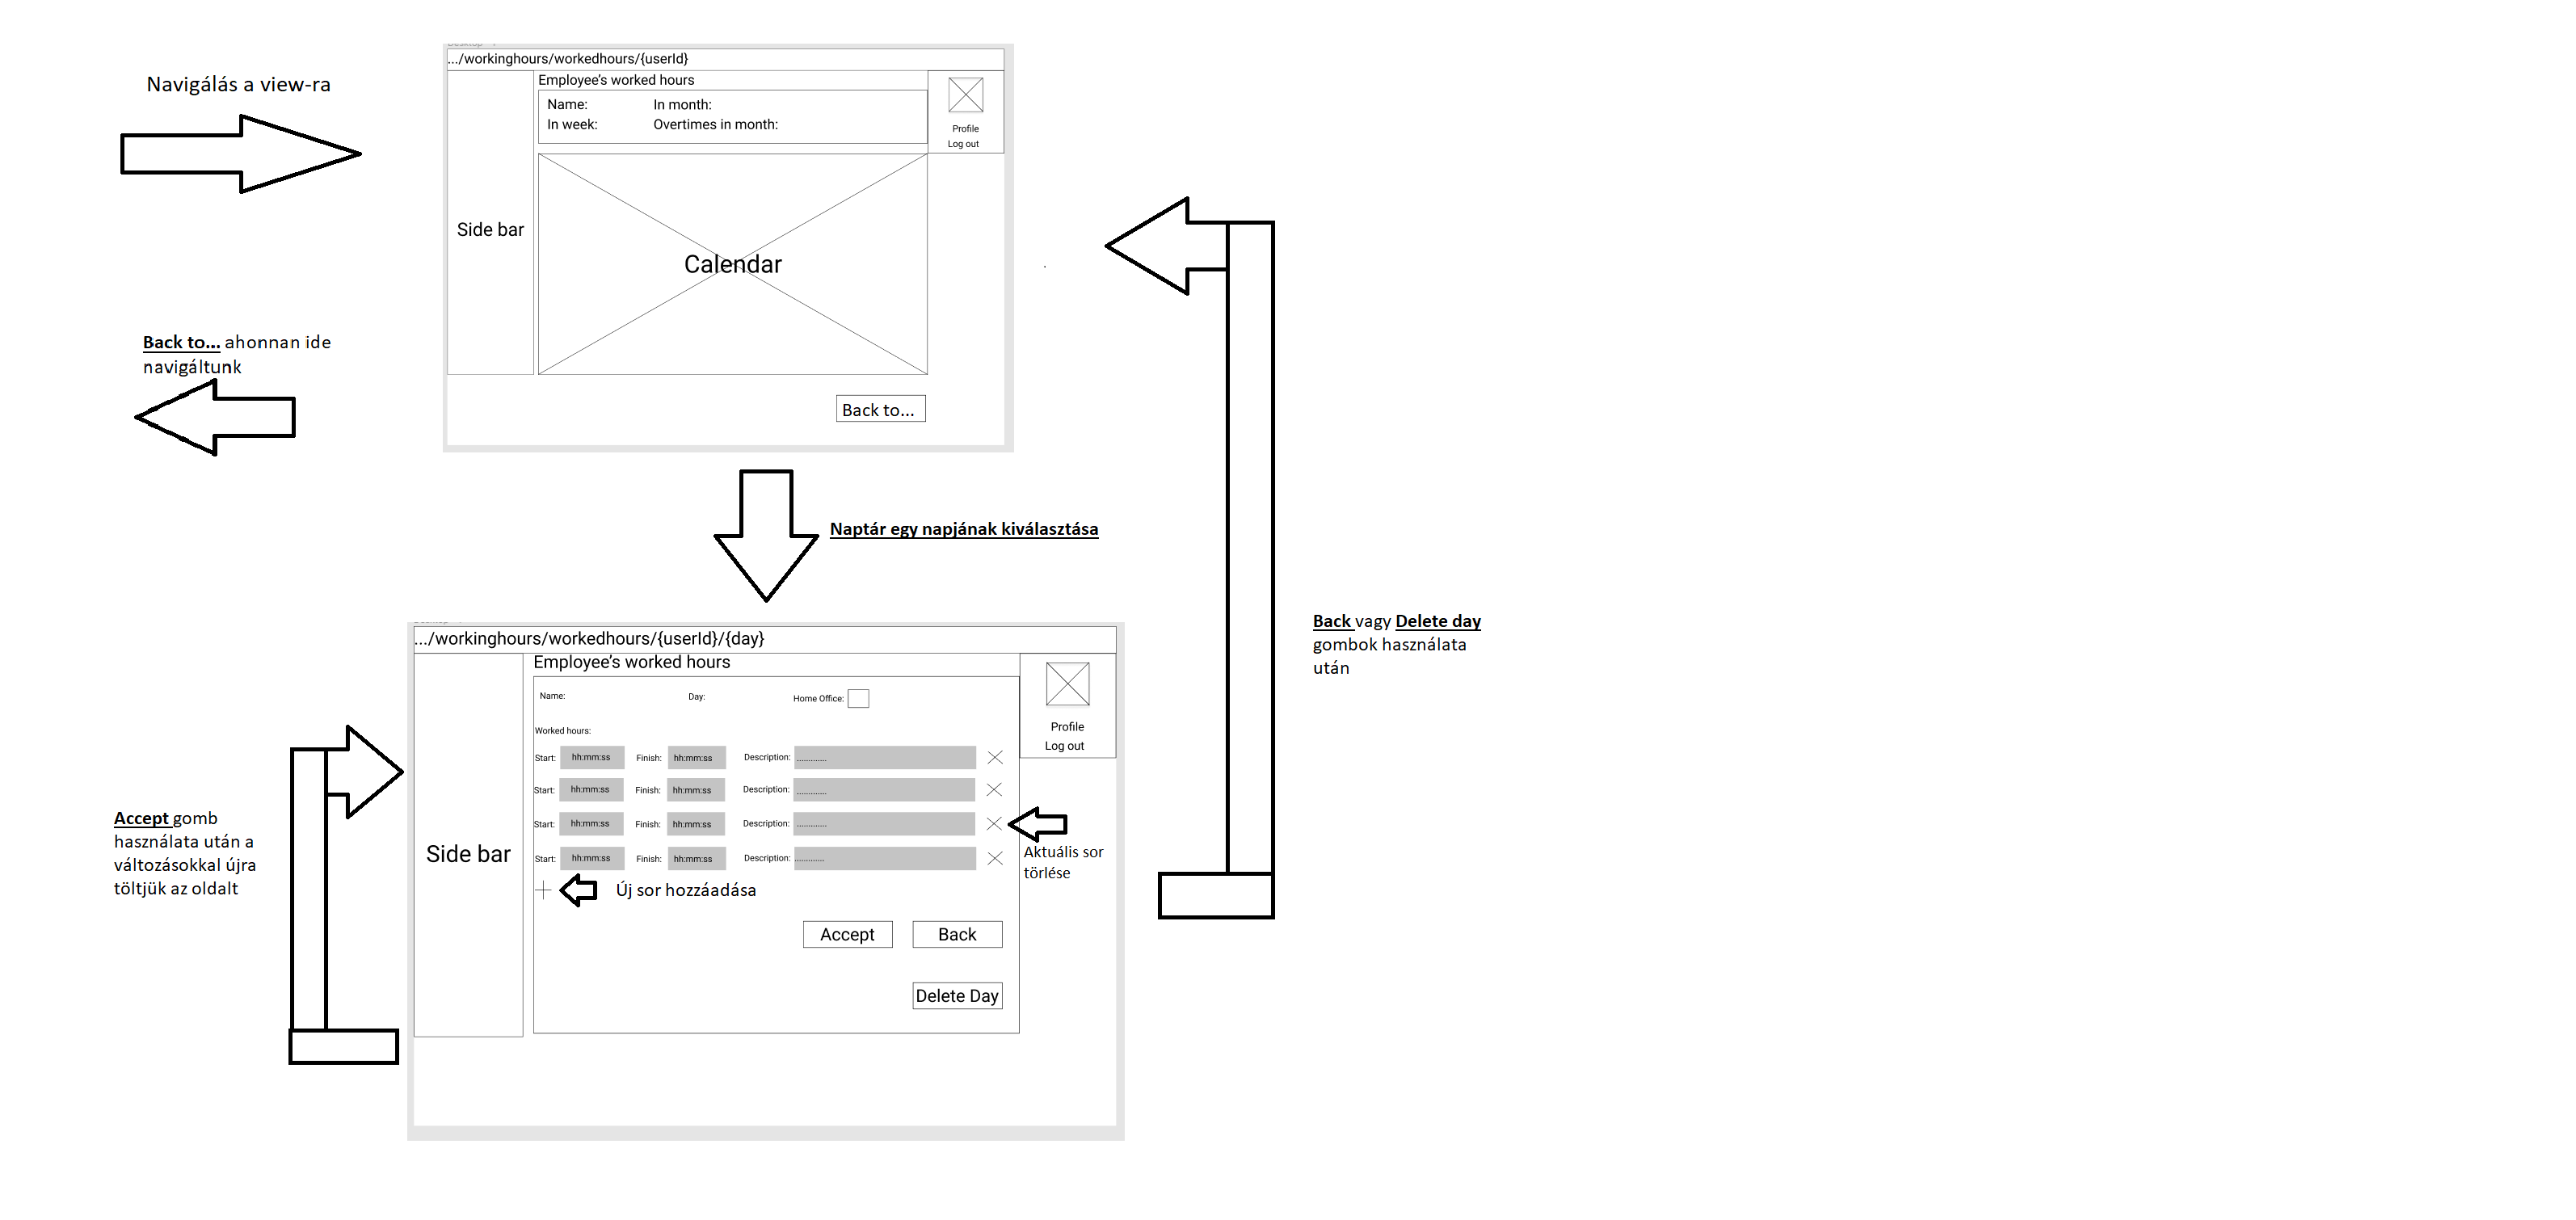 Navigálás a view-ra
.../workinghours/workedhours/{userId}
Employee's worked hours
Name:
In month:
In week:
Overtimes in month:
Profile
Log out
Side bar
Calendar
Back to...
Back to... ahonnan ide
navigáltunk
Naptár egy napjának kiválasztása
Back vagy Delete day
gombok használata
után
.../workinghours/workedhours/{userId}/{day}
Employee's worked hours
Name:
Day:
Home Office:
Profile
Log out
Worked hours:
Start: hh:mm:ss Finish: hh:mm:ss Description: .............
Start: hh:mm:ss Finish: hh:mm:ss Description: .............
Start: hh:mm:ss Finish: hh:mm:ss Description: .............
Start: hh:mm:ss Finish: hh:mm:ss Description: .............
Side bar
Aktuális sor
törlése
Új sor hozzáadása
Accept
Back
Delete Day
Accept gomb
használata után a
változásokkal újra
töltjük az oldalt